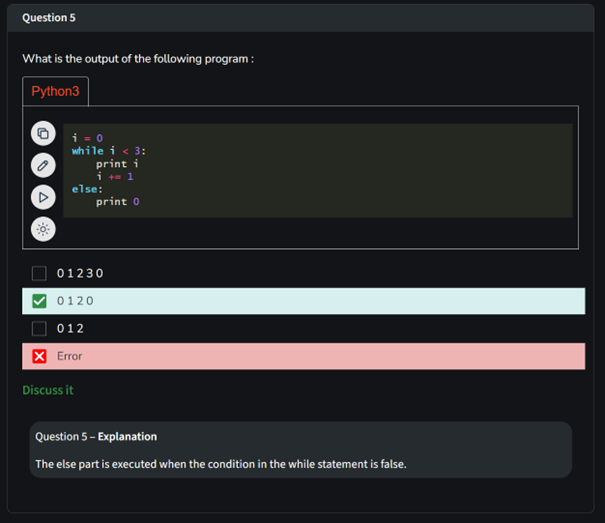 Question 5
What is the output of the following program :
Python3
i = 0
while i < 3:
    print i
    i += 1
else:
    print 0
0 1 2 3 0
0 1 2 0
0 1 2
Error
Discuss it
Question 5 – Explanation
The else part is executed when the condition in the while statement is false.